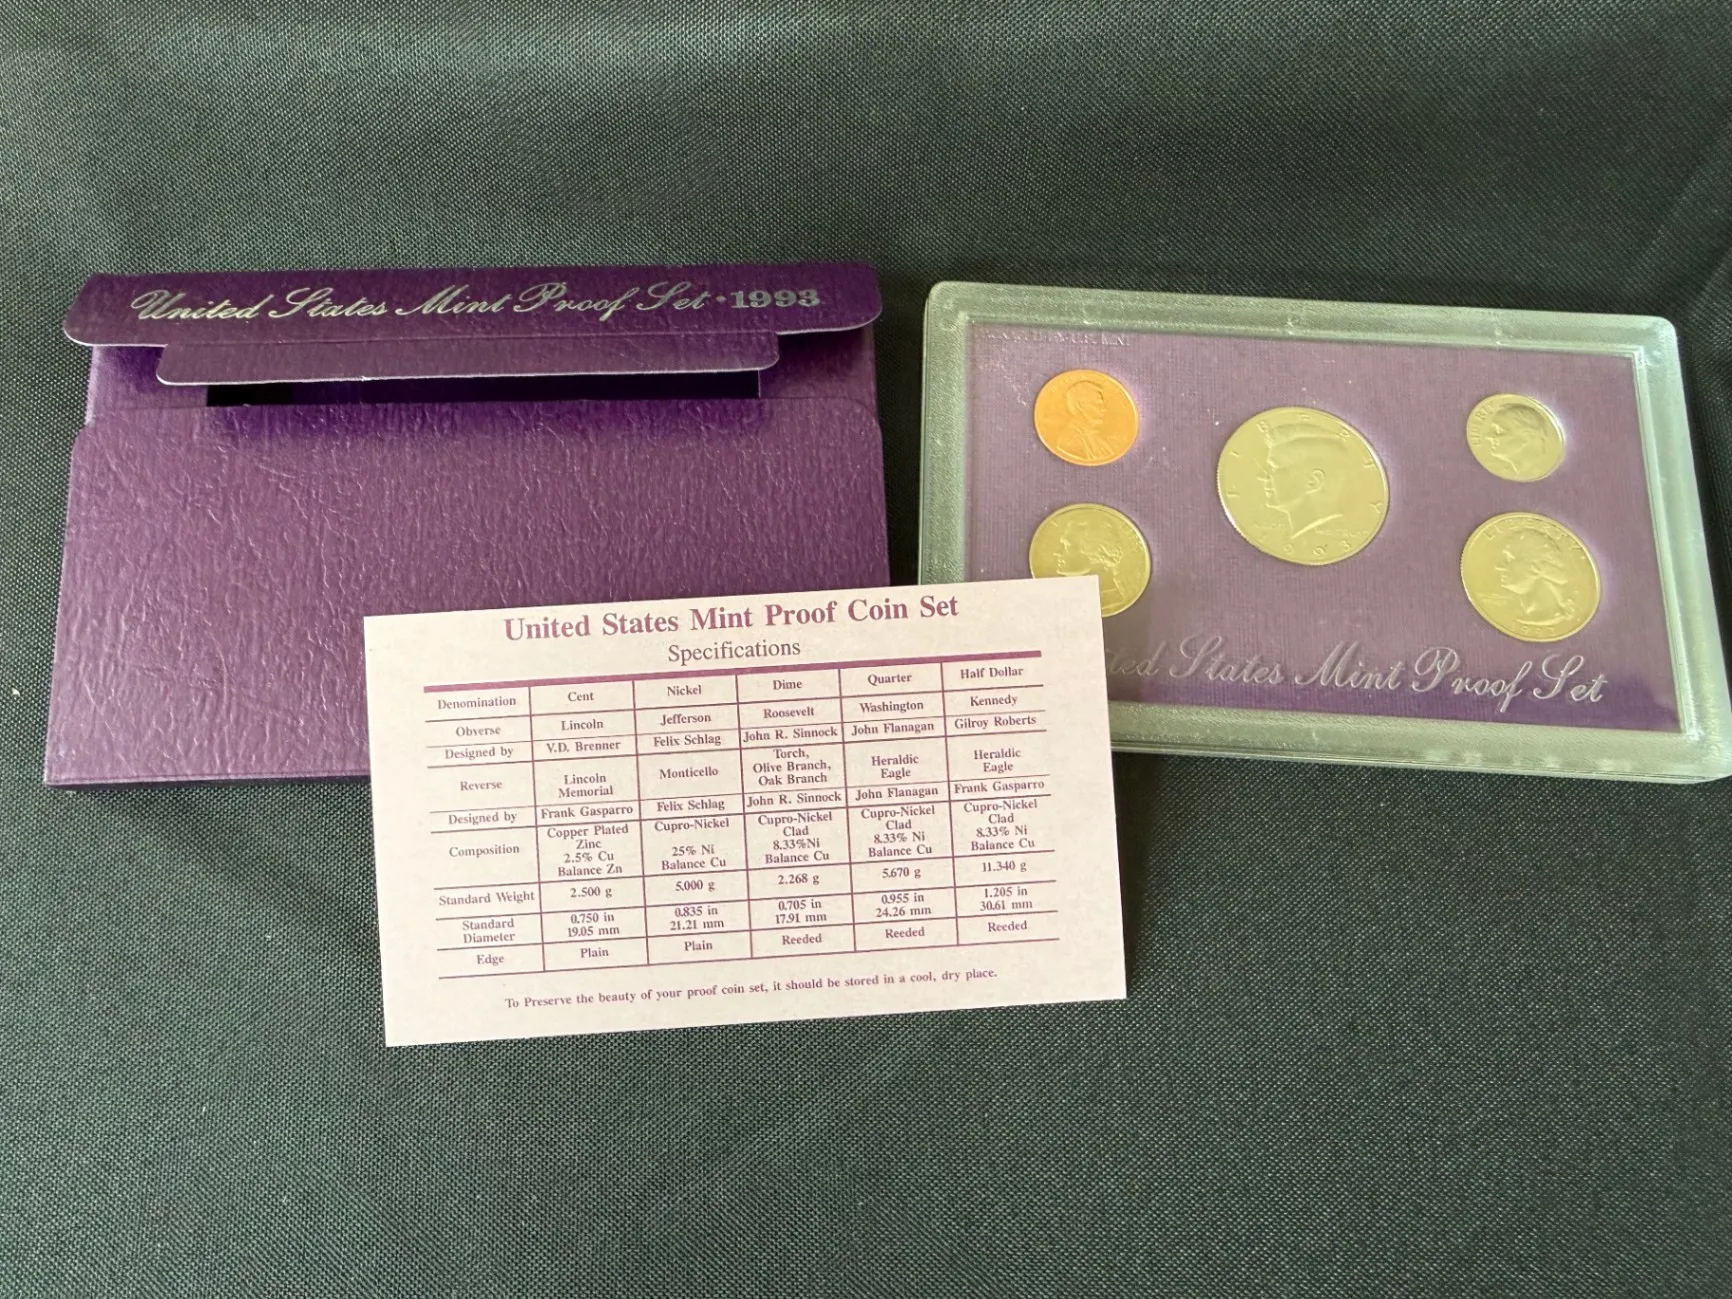 United States Mint Proof Set · 1993
MINT
LIBERTY
1993
States Mint Proof Set
United States Mint Proof Coin Set
Specifications
Denomination Cent Nickel Dime Quarter Half Dollar
Obverse Lincoln Jefferson Roosevelt Washington Kennedy
Designed by V.D. Brenner Felix Schlag John R. Sinnock John Flanagan Gilroy Roberts
Reverse Lincoln Memorial Monticello Torch, Olive Branch, Oak Branch Heraldic Eagle Heraldic Eagle
Designed by Frank Gasparro Felix Schlag John R. Sinnock John Flanagan Frank Gasparro
Composition Copper Plated Zinc 2.5% Cu Balance Zn Cupro-Nickel 25% Ni Balance Cu Cupro-Nickel Clad 8.33%Ni Balance Cu Cupro-Nickel Clad 8.33% Ni Balance Cu Cupro-Nickel Clad 8.33% Ni Balance Cu
Standard Weight 2.500 g 5.000 g 2.268 g 5.670 g 11.340 g
Standard Diameter 0.750 in 19.05 mm 0.835 in 21.21 mm 0.705 in 17.91 mm 0.955 in 24.26 mm 1.205 in 30.61 mm
Edge Plain Plain Reeded Reeded Reeded
To Preserve the beauty of your proof coin set, it should be stored in a cool, dry place.